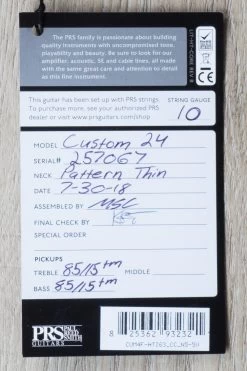 The PRS family is passionate about building
quality instruments with uncompromised tone,
playability and beauty. Be sure to look for our
amplifier, acoustic, SE and cable lines, all made
with the same great care and attention to detail
as this fine instrument.
This guitar has been set up with PRS strings.
To purchase more, see your authorized PRS
dealer or visit www.prsguitars.com/shop
STRING GAUGE
10
MODEL Custom 24
SERIAL# 257067
NECK Pattern Thin
DATE 7-30-18
ASSEMBLED BY
FINAL CHECK BY
SPECIAL ORDER
PICKUPS
TREBLE 85/15 tm MIDDLE
BASS 85/15 tm
PRS
GUITARS
PAUL
REED
SMITH
8 25362 93232